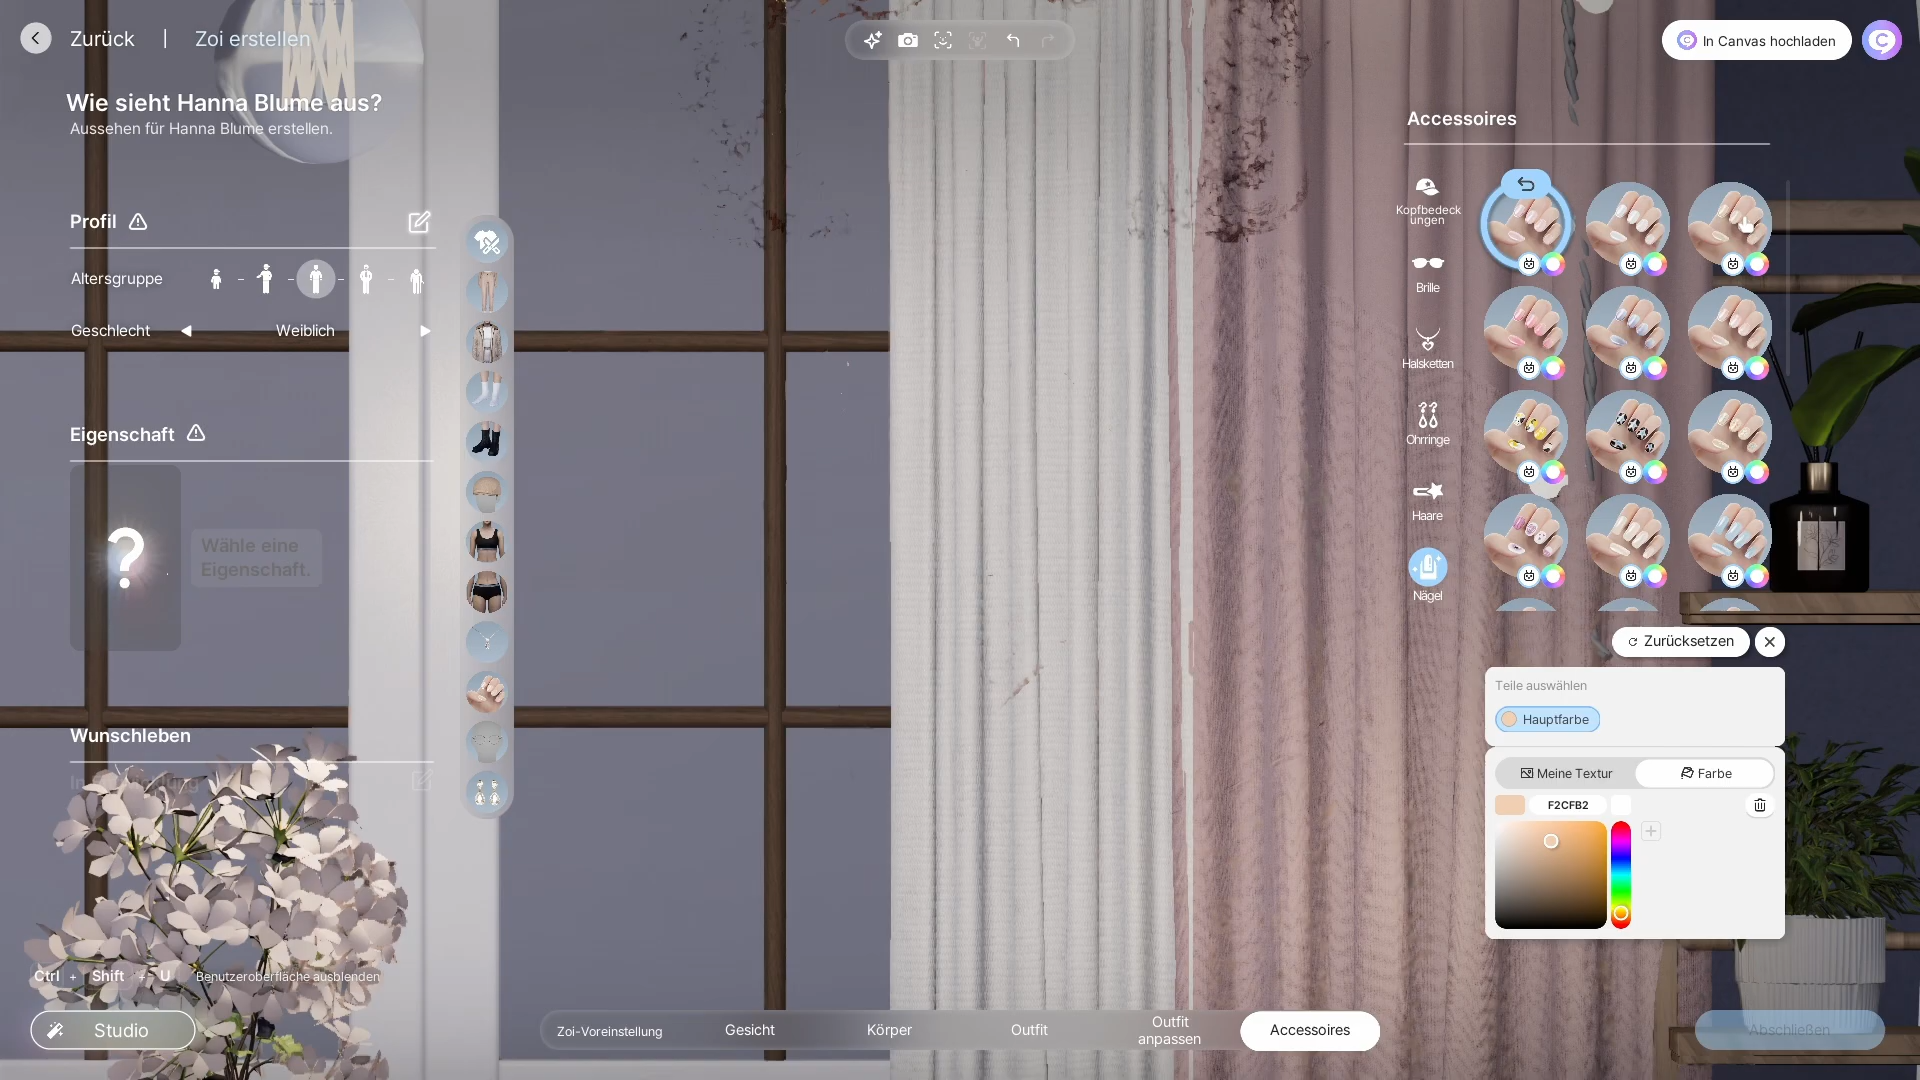 Zurück | Zoi erstellen
In Canvas hochladen
Wie sieht Hanna Blume aus?
Aussehen für Hanna Blume erstellen.
Accessoires
Profil
Altersgruppe
Geschlecht
Weiblich
Kopfbedeck
ungen
Brille
Halsketten
Ohrringe
Haare
Nägel
Eigenschaft
?
Wähle eine
Eigenschaft.
Zurücksetzen
Teile auswählen
Hauptfarbe
Wunschleben
Meine Textur
Farbe
F2CFB2
Ctrl + Shift + U Benutzeroberfläche ausblenden
Studio
Zoi-Voreinstellung
Gesicht
Körper
Outfit
Outfit
anpassen
Accessoires
Abschließen